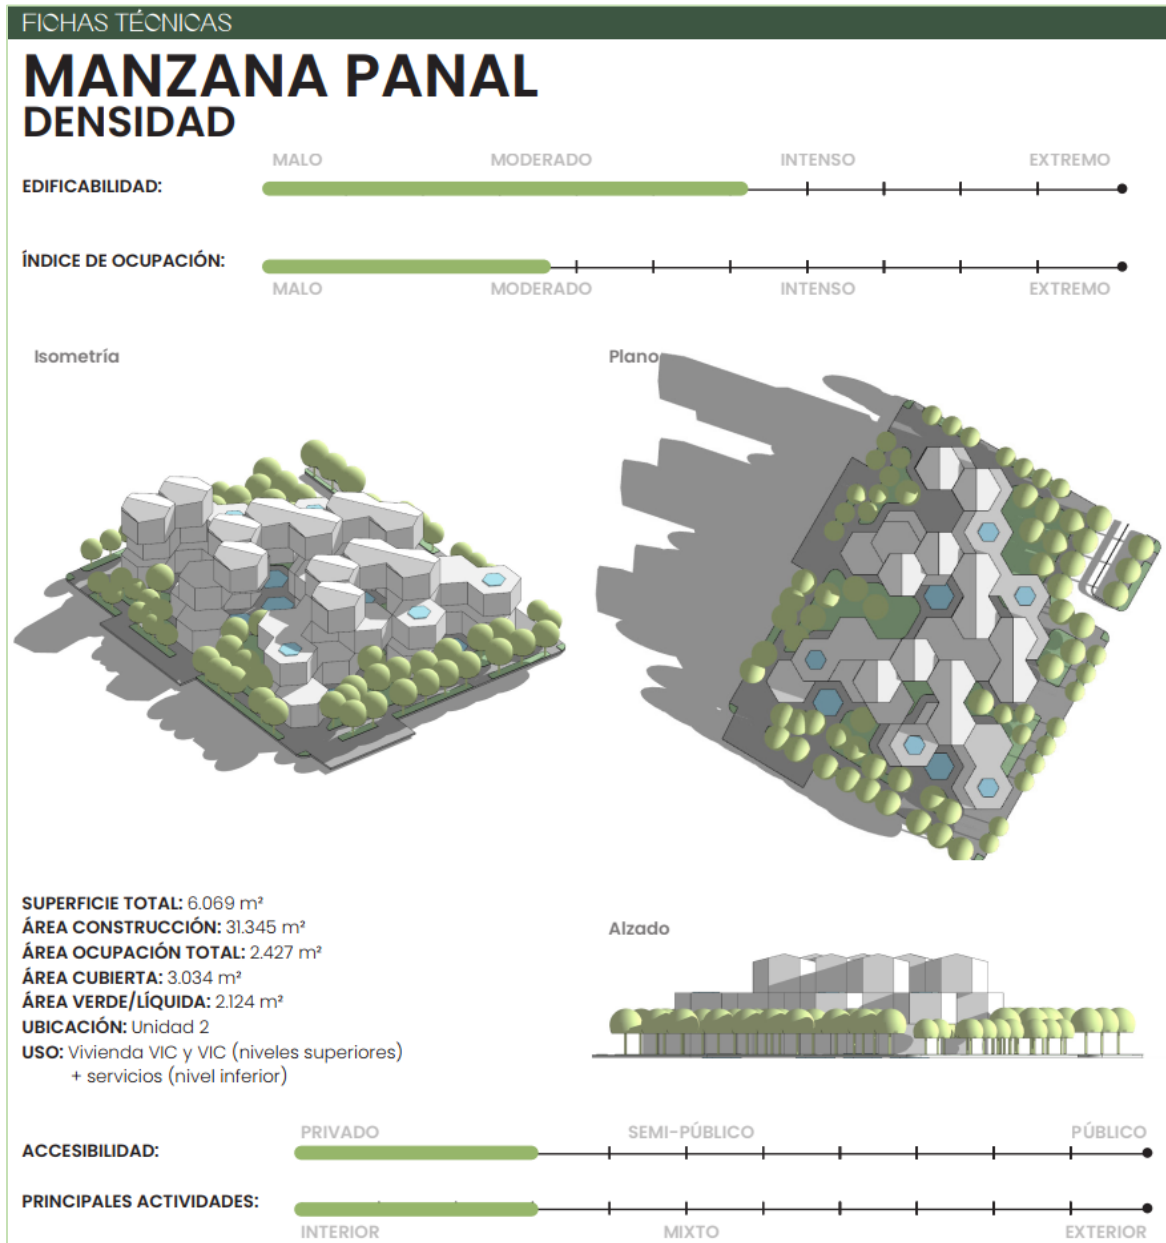 FICHAS TÉCNICAS
MANZANA PANAL
DENSIDAD
MALO MODERADO INTENSO EXTREMO
EDIFICABILIDAD:
ÍNDICE DE OCUPACIÓN:
MALO MODERADO INTENSO EXTREMO
Isometría
Plano
SUPERFICIE TOTAL: 6.069 m²
ÁREA CONSTRUCCIÓN: 31.345 m²
ÁREA OCUPACIÓN TOTAL: 2.427 m²
ÁREA CUBIERTA: 3.034 m²
ÁREA VERDE/LÍQUIDA: 2.124 m²
UBICACIÓN: Unidad 2
USO: Vivienda VIC y VIC (niveles superiores)
+ servicios (nivel inferior)
Alzado
PRIVADO SEMI-PÚBLICO PÚBLICO
ACCESIBILIDAD:
PRINCIPALES ACTIVIDADES:
INTERIOR MIXTO EXTERIOR